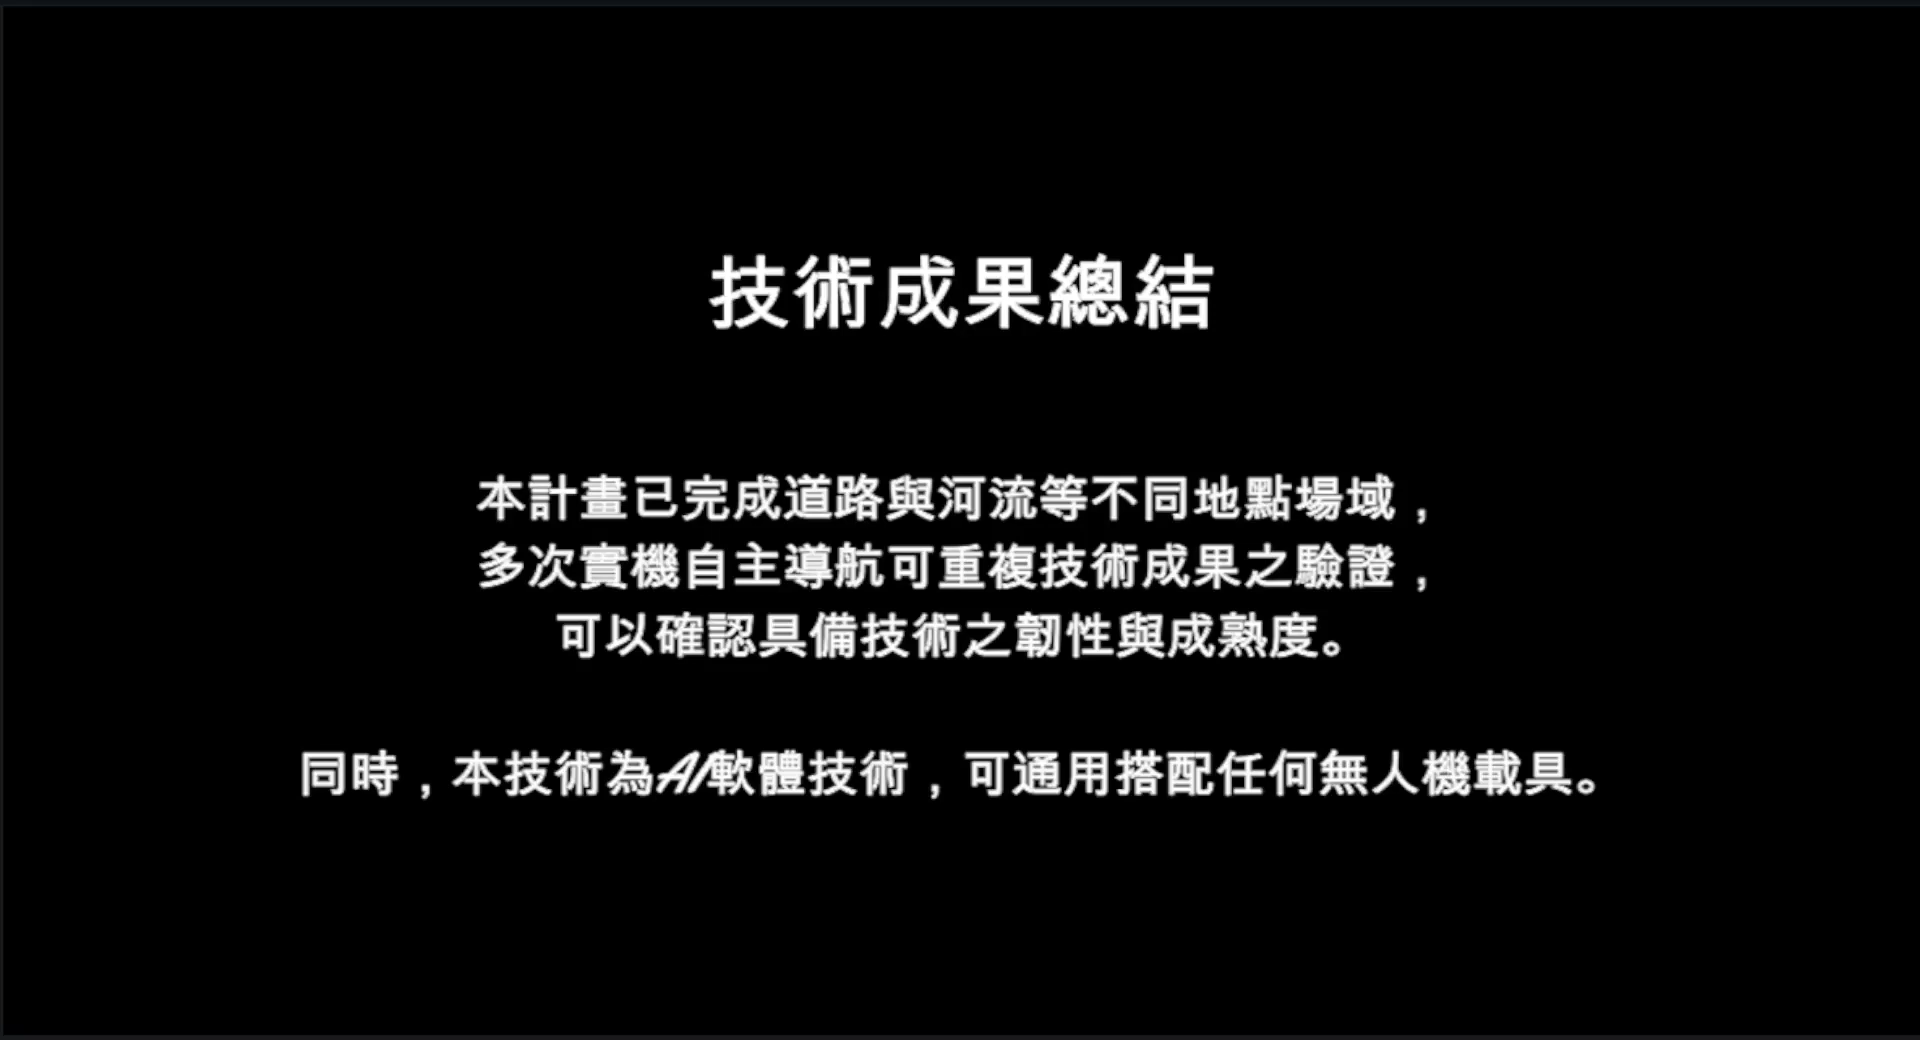 技術成果總結
本計畫已完成道路與河流等不同地點場域，
多次實機自主導航可重複技術成果之驗證，
可以確認具備技術之韌性與成熟度。
同時，本技術為AI軟體技術，可通用搭配任何無人機載具。